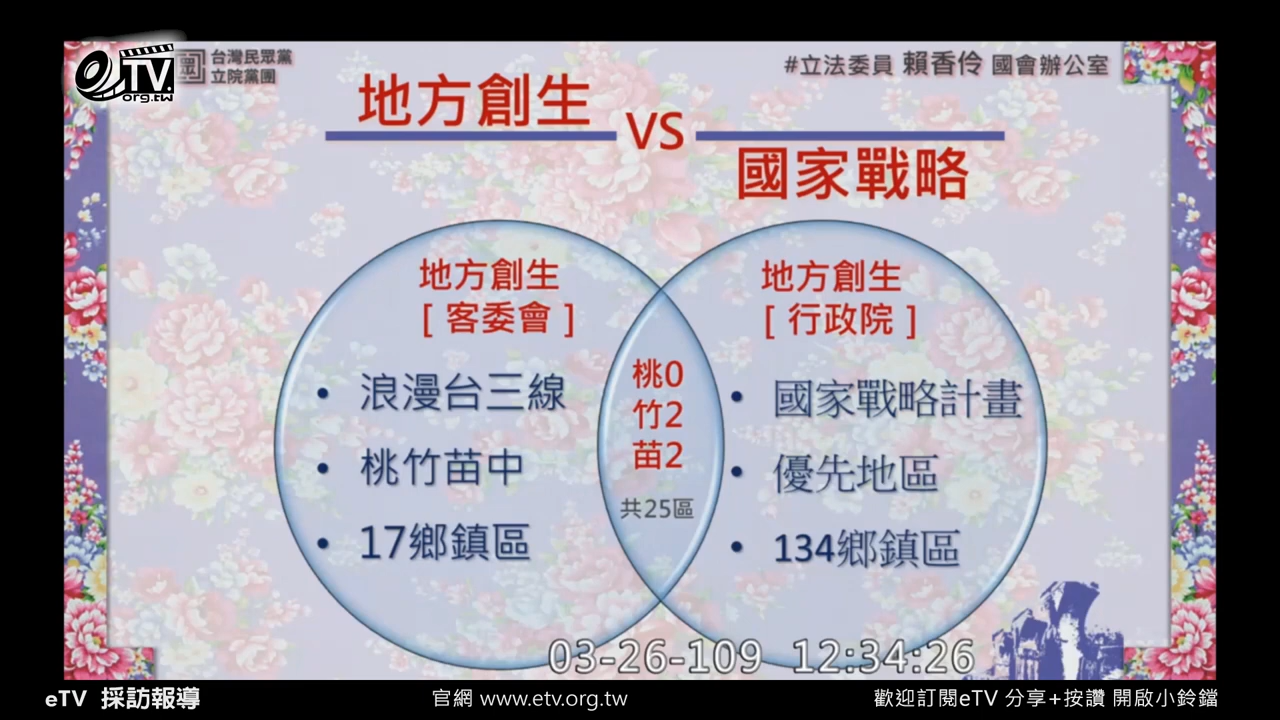 eTV
org.tw
台灣民眾黨
立院黨團
#立法委員 賴香伶 國會辦公室
地方創生
VS
國家戰略
地方創生
[ 客委會 ]
• 浪漫台三線
• 桃竹苗中
• 17鄉鎮區
桃0
竹2
苗2
共25區
地方創生
[ 行政院 ]
• 國家戰略計畫
• 優先地區
• 134鄉鎮區
03-26-109 12:34:26
eTV 採訪報導
官網 www.etv.org.tw
歡迎訂閱eTV 分享+按讚 開啟小鈴鐺